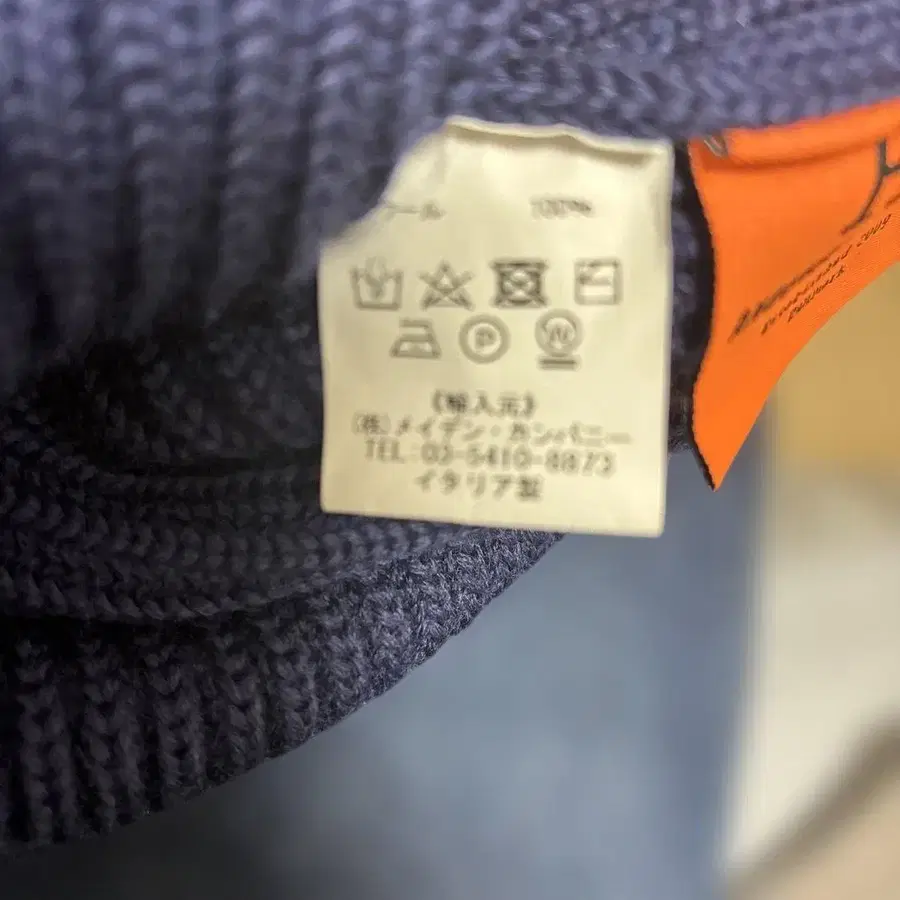 ール 100%
P W
《輸入元》
(株)メイデン・カンパニー
TEL:03-5410-8873
イタリア製
2009